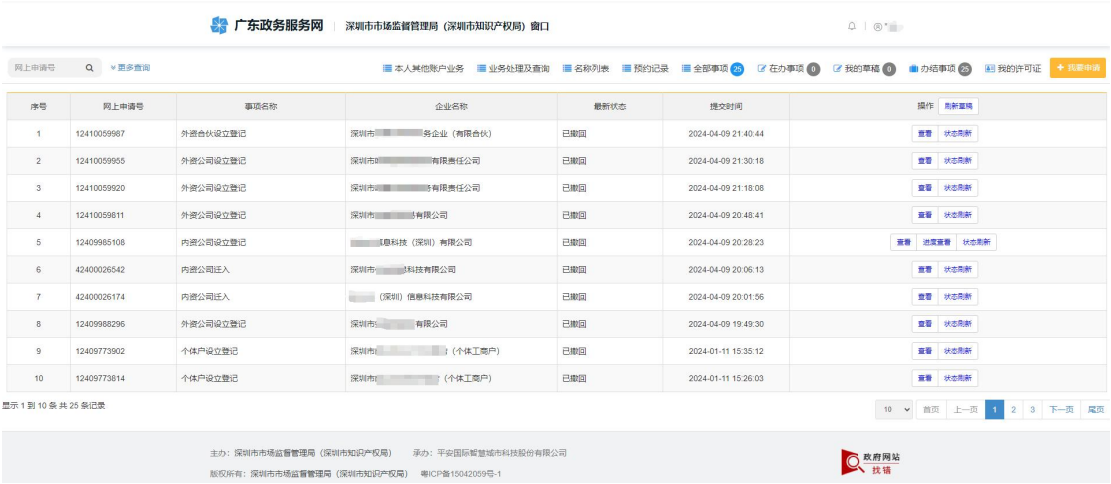 广东政务服务网 深圳市市场监督管理局（深圳市知识产权局）窗口
网上申请号 更多查询 本人其他账户业务 业务处理及查询 名称列表 预约记录 全部事项 25 在办事项 0 我的草稿 0 办结事项 25 我的许可证 + 我要申请
序号 网上申请号 事项名称 企业名称 最新状态 提交时间 操作 刷新重稿
1 12410059987 外资合伙设立登记 深圳市 务企业（有限合伙） 已撤回 2024-04-09 21:40:44 查看 状态刷新
2 12410059955 外资公司设立登记 深圳市 有限责任公司 已撤回 2024-04-09 21:30:18 查看 状态刷新
3 12410059920 外资公司设立登记 深圳市 有限责任公司 已撤回 2024-04-09 21:18:08 查看 状态刷新
4 12410059811 外资公司设立登记 深圳市 有限公司 已撤回 2024-04-09 20:48:41 查看 状态刷新
5 12409985108 内资公司设立登记 息科技（深圳）有限公司 已撤回 2024-04-09 20:28:23 查看 进度查看 状态刷新
6 42400026542 内资公司迁入 深圳市 科技有限公司 已撤回 2024-04-09 20:06:13 查看 状态刷新
7 42400026174 内资公司迁入 （深圳）信息科技有限公司 已撤回 2024-04-09 20:01:56 查看 状态刷新
8 12409988296 外资公司设立登记 深圳市 有限公司 已撤回 2024-04-09 19:49:30 查看 状态刷新
9 12409773902 个体户设立登记 深圳市 （个体工商户） 已撤回 2024-01-11 15:35:12 查看 状态刷新
10 12409773814 个体户设立登记 深圳市 （个体工商户） 已撤回 2024-01-11 15:26:03 查看 状态刷新
显示 1 到 10 条 共 25 条记录 10 首页 上一页 1 2 3 下一页 尾页
主办：深圳市市场监督管理局（深圳市知识产权局） 承办：平安国际智慧城市科技股份有限公司
版权所有：深圳市市场监督管理局（深圳市知识产权局） 粤ICP备15042059号-1
政府网站
找错